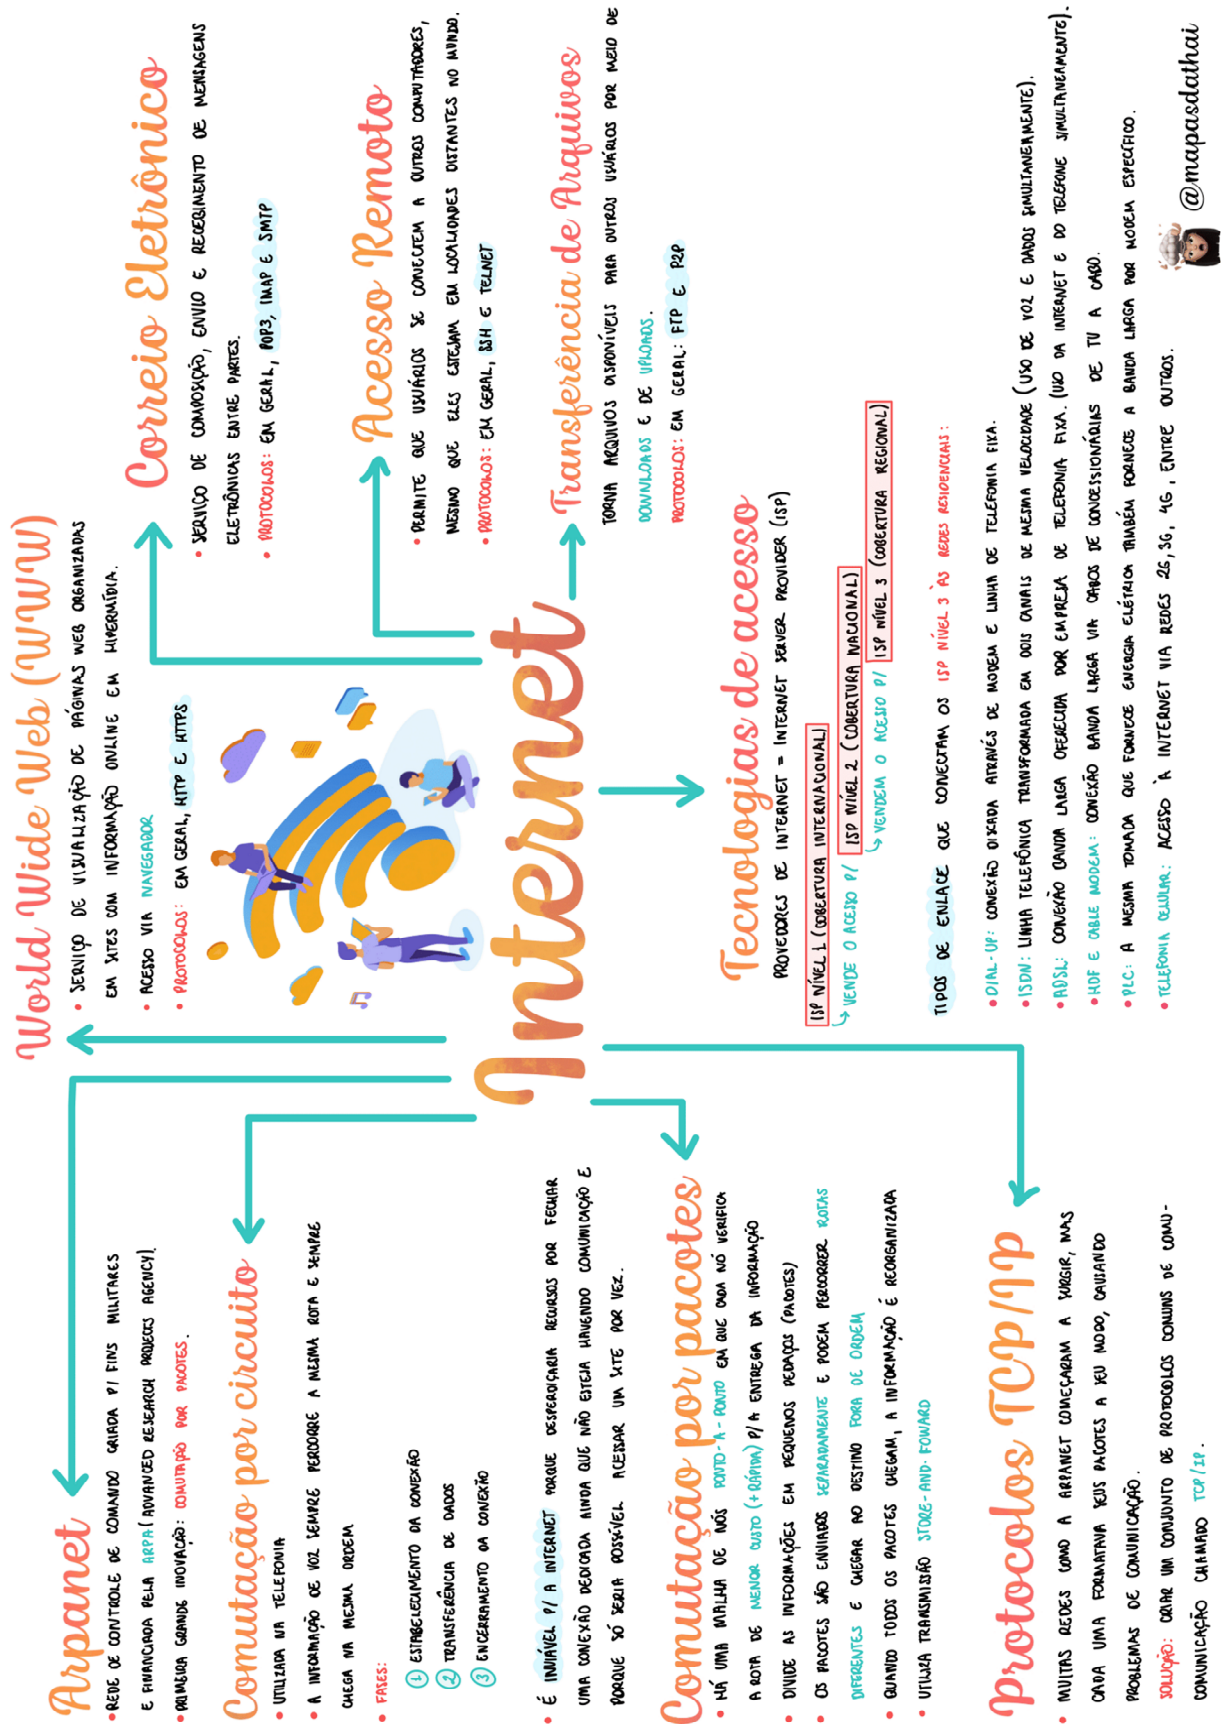 Arpanet
• REDE DE CONTROLE DE COMANDO CRIADA P/ FINS MILITARES
E FINANCIADA PELA ARPA (ADVANCED RESEARCH PROJECTS AGENCY).
• PRIMEIRA GRANDE INOVAÇÃO: COMUTAÇÃO POR PACOTES.
Comutação por circuito
• UTILIZADA NA TELEFONIA
• A INFORMAÇÃO DE VOZ SEMPRE PERCORRE A MESMA ROTA E SEMPRE
CHEGA NA MESMA ORDEM
• FASES:
1 ESTABELECIMENTO DA CONEXÃO
2 TRANSFERÊNCIA DE DADOS
3 ENCERRAMENTO DA CONEXÃO
• É INVIÁVEL P/ A INTERNET PORQUE DESPERDIÇARIA RECURSOS POR FECHAR
UMA CONEXÃO DEDICADA AINDA QUE NÃO ESTEJA HAVENDO COMUNICAÇÃO E
PORQUE SÓ SERIA POSSÍVEL ACESSAR UM SITE POR VEZ.
Comutação por pacotes
• HÁ UMA MALHA DE NÓS PONTO-A-PONTO EM QUE CADA NÓ VERIFICA
A ROTA DE MENOR CUSTO (+RÁPIDA) P/ A ENTREGA DA INFORMAÇÃO
• DIVIDE AS INFORMAÇÕES EM PEQUENOS PEDAÇOS (PACOTES)
• OS PACOTES SÃO ENVIADOS SEPARADAMENTE E PODEM PERCORRER ROTAS
DIFERENTES E CHEGAR AO DESTINO FORA DE ORDEM
• QUANDO TODOS OS PACOTES CHEGAM, A INFORMAÇÃO É REORGANIZADA
• UTILIZA TRANSMISSÃO STORE-AND-FOWARD
Protocolos TCP/IP
• MUITAS REDES COMO A ARPANET COMEÇARAM A SURGIR, MAS
CADA UMA FORMATAVA SEUS PACOTES A SEU MODO, CAUSANDO
PROBLEMAS DE COMUNICAÇÃO.
SOLUÇÃO: CRIAR UM CONJUNTO DE PROTOCOLOS COMUNS DE COMU-
NICAÇÃO CHAMADO TCP/IP.
World Wide Web (WWW)
• SERVIÇO DE VISUALIZAÇÃO DE PÁGINAS WEB ORGANIZADAS
EM SITES COM INFORMAÇÃO ONLINE EM HIPERMÍDIA.
• ACESSO VIA NAVEGADOR
• PROTOCOLOS: EM GERAL, HTTP E HTTPS
Internet
Correio Eletrônico
• SERVIÇO DE COMPOSIÇÃO, ENVIO E RECEBIMENTO DE MENSAGENS
ELETRÔNICAS ENTRE PARTES.
• PROTOCOLOS: EM GERAL, POP3, IMAP E SMTP
Acesso Remoto
• PERMITE QUE USUÁRIOS SE CONECTEM A OUTROS COMPUTADORES,
MESMO QUE ELES ESTEJAM EM LOCALIDADES DISTANTES NO MUNDO.
• PROTOCOLOS: EM GERAL, SSH E TELNET
Transferência de Arquivos
TORNA ARQUIVOS DISPONÍVEIS PARA OUTROS USUÁRIOS POR MEIO DE
DOWNLOADS E DE UPLOADS.
PROTOCOLOS: EM GERAL: FTP E P2P
Tecnologias de acesso
PROVEDORES DE INTERNET = INTERNET SERVER PROVIDER (ISP)
ISP NÍVEL 1 (COBERTURA INTERNACIONAL)
VENDE O ACESSO P/ ISP NÍVEL 2 (COBERTURA NACIONAL)
VENDEM O ACESSO P/ ISP NÍVEL 3 (COBERTURA REGIONAL)
TIPOS DE ENLACE QUE CONECTAM OS ISP NÍVEL 3 ÀS REDES RESIDENCIAIS:
• DIAL-UP: CONEXÃO DISCADA ATRAVÉS DE MODEM E LINHA DE TELEFONIA FIXA.
• ISDN: LINHA TELEFÔNICA TRANSFORMADA EM DOIS CANAIS DE MESMA VELOCIDADE (USO DE VOZ E DADOS SIMULTANEAMENTE).
• ADSL: CONEXÃO BANDA LARGA OFERECIDA POR EMPRESA DE TELEFONIA FIXA. (USO DA INTERNET E DO TELEFONE SIMULTANEAMENTE).
• HDF E CABLE MODEM: CONEXÃO BANDA LARGA VIA CABOS DE CONCESSIONÁRIAS DE TV A CABO.
• PLC: A MESMA TOMADA QUE FORNECE ENERGIA ELÉTRICA TAMBÉM FORNECE A BANDA LARGA POR MODEM ESPECÍFICO.
• TELEFONIA CELULAR: ACESSO À INTERNET VIA REDES 2G, 3G, 4G, ENTRE OUTROS.
@mapasdathai